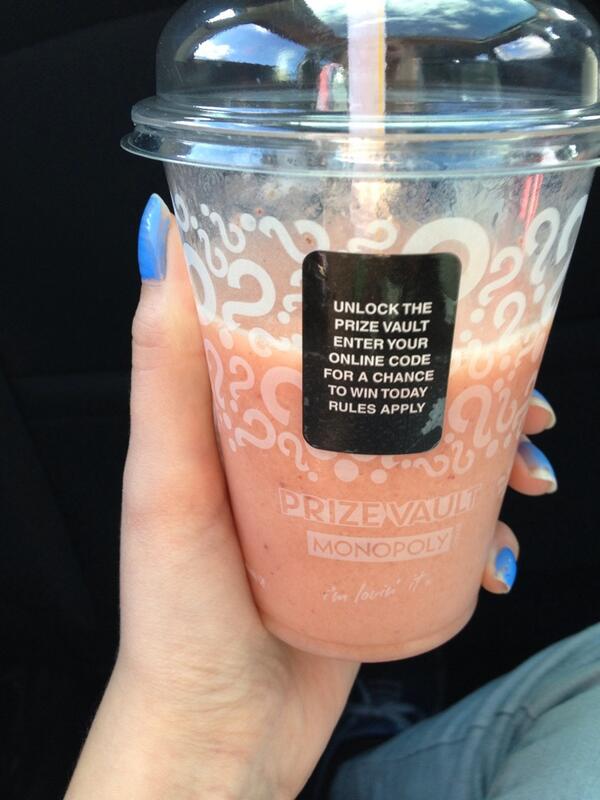 UNLOCK THE
PRIZE VAULT
ENTER YOUR
ONLINE CODE
FOR A CHANCE
TO WIN TODAY
RULES APPLY
PRIZE VAULT
MONOPOLY
i'm lovin' it